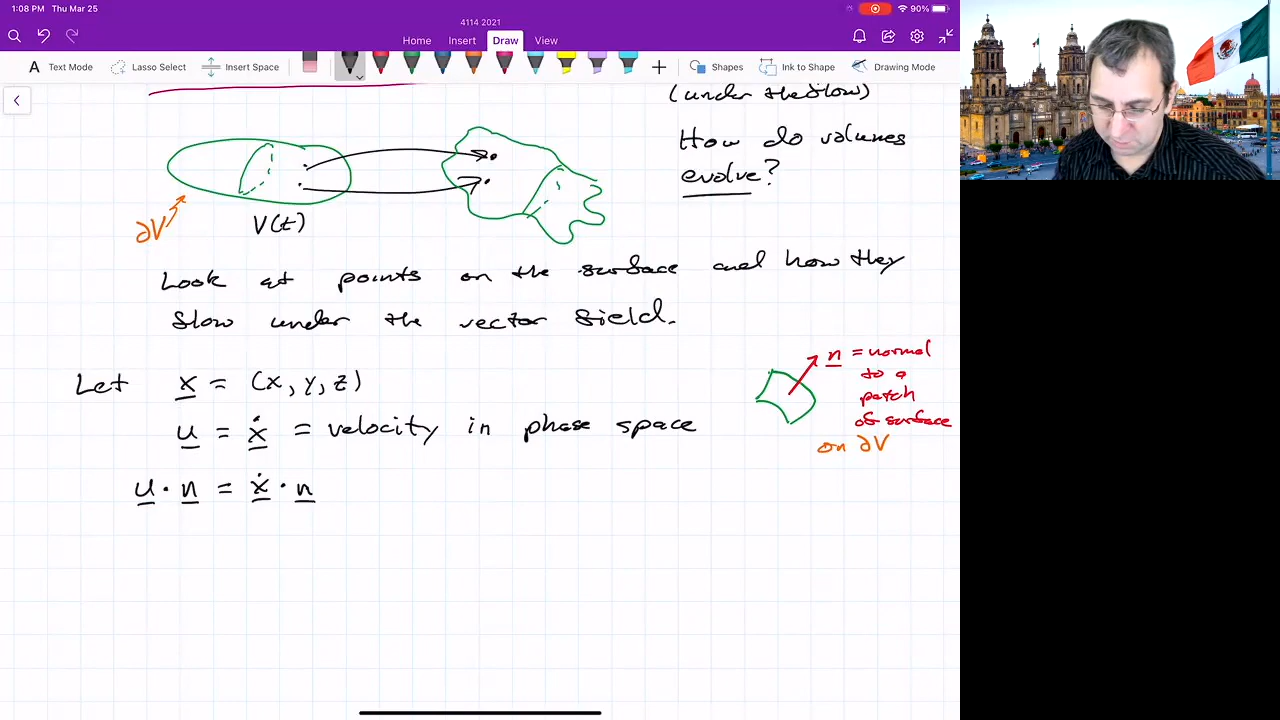 1:08 PM Thu Mar 25
90%
4114 2021
Home Insert Draw View
Text Mode Lasso Select Insert Space Shapes Ink to Shape Drawing Mode
(under the flow)
How do volumes
evolve?
∂V
V(t)
Look at points on the surface and how they
flow under the vector field.
Let x = (x, y, z)
n = normal
to a
patch
of surface
on ∂V
u = ẋ = velocity in phase space
u · n = ẋ · n